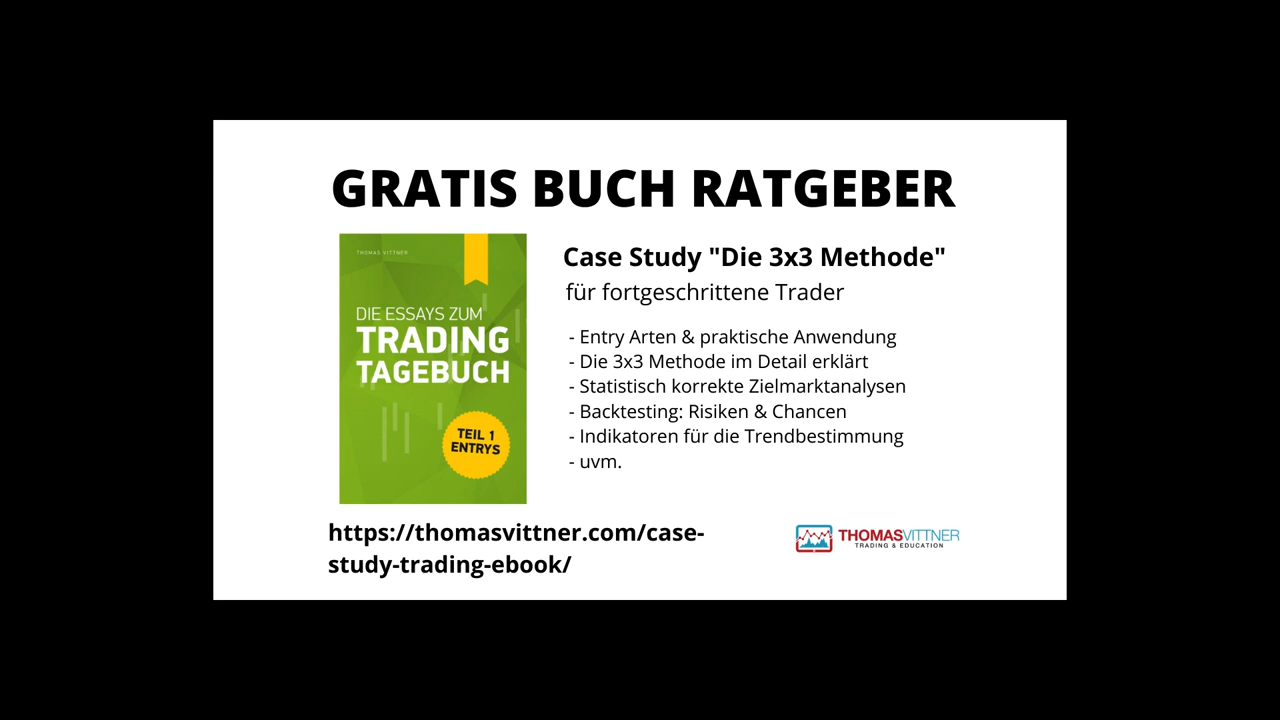 GRATIS BUCH RATGEBER
THOMAS VITTNER
DIE ESSAYS ZUM
TRADING
TAGEBUCH
TEIL 1
ENTRYS
Case Study "Die 3x3 Methode"
für fortgeschrittene Trader
- Entry Arten & praktische Anwendung
- Die 3x3 Methode im Detail erklärt
- Statistisch korrekte Zielmarktanalysen
- Backtesting: Risiken & Chancen
- Indikatoren für die Trendbestimmung
- uvm.
https://thomasvittner.com/case-
study-trading-ebook/
THOMASVITTNER
TRADING & EDUCATION